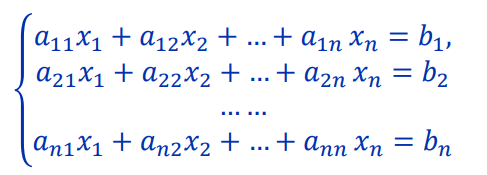 a₁₁x₁ + a₁₂x₂ + ... + a₁ₙ xₙ = b₁,
a₂₁x₁ + a₂₂x₂ + ... + a₂ₙ xₙ = b₂
... ...
aₙ₁x₁ + aₙ₂x₂ + ... + aₙₙ xₙ = bₙ